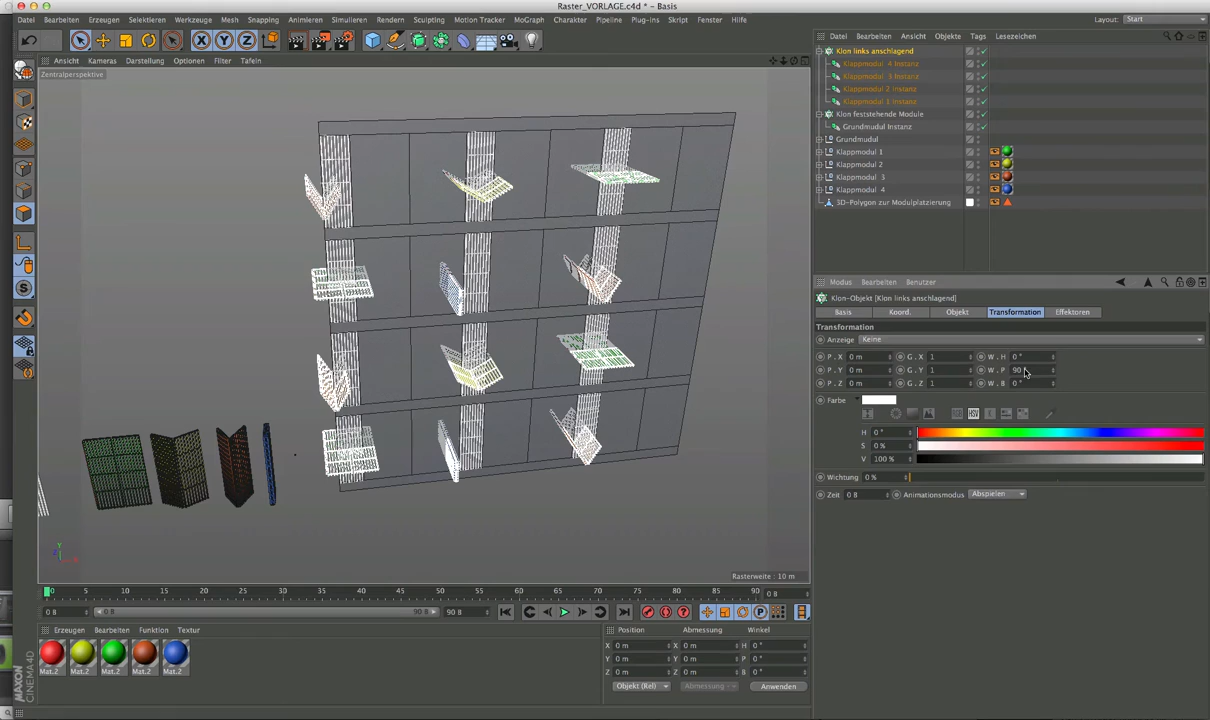 Raster_VORLAGE.c4d * - Basis
Datei Bearbeiten Erzeugen Selektieren Werkzeuge Mesh Snapping Animieren Simulieren Rendern Sculpting Motion Tracker MoGraph Charakter Pipeline Plug-ins Skript Fenster Hilfe
Layout: Start
Ansicht Kameras Darstellung Optionen Filter Tafeln
Zentralperspektive
Datei Bearbeiten Ansicht Objekte Tags Lesezeichen
Klon links anschlagend
Klappmodul 4 Instanz
Klappmodul 3 Instanz
Klappmodul 2 Instanz
Klappmodul 1 Instanz
Klon feststehende Module
Grundmudul Instanz
Grundmudul
Klappmodul 1
Klappmodul 2
Klappmodul 3
Klappmodul 4
3D-Polygon zur Modulplatzierung
Modus Bearbeiten Benutzer
Klon-Objekt [Klon links anschlagend]
Basis Koord. Objekt Transformation Effektoren
Transformation
Anzeige Keine
P . X 0 m G . X 1 W . H 0 °
P . Y 0 m G . Y 1 W . P 90 °
P . Z 0 m G . Z 1 W . B 0 °
Farbe
HSV
H 0 °
S 0 %
V 100 %
Wichtung 0 %
Zeit 0 B Animationsmodus Abspielen
Rasterweite : 10 m
0 5 10 15 20 25 30 35 40 45 50 55 60 65 70 75 80 85 90 0 B
0 B 0 B 90 B 90 B
Erzeugen Bearbeiten Funktion Textur
Mat.2 Mat.2 Mat.2 Mat.2 Mat.2
Position Abmessung Winkel
X 0 m X 0 m H 0 °
Y 0 m Y 0 m P 0 °
Z 0 m Z 0 m B 0 °
Objekt (Rel) Abmessung Anwenden
MAXON CINEMA4D